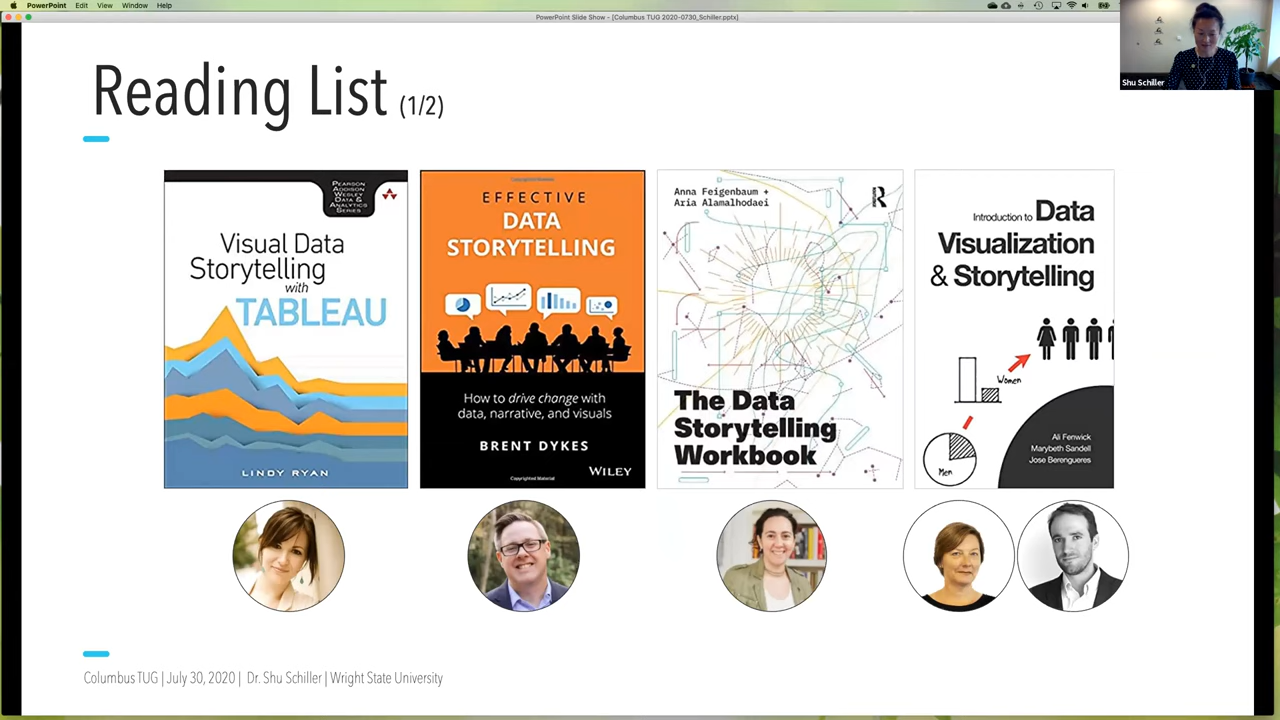 PowerPoint Edit View Window Help
PowerPoint Slide Show - [Columbus TUG 2020-0730_Schiller.pptx]
Shu Schiller
Reading List (1/2)
PEARSON
ADDISON
WESLEY
DATA &
ANALYTICS
SERIES
Visual Data
Storytelling
with
TABLEAU
LINDY RYAN
Copyrighted Material
EFFECTIVE
DATA
STORYTELLING
How to drive change with
data, narrative, and visuals
BRENT DYKES
WILEY
Copyrighted Material
Anna Feigenbaum +
Aria Alamalhodaei
R
The Data
Storytelling
Workbook
Introduction to Data
Visualization
& Storytelling
Women
Men
Ali Fenwick
Marybeth Sandell
Jose Berengueres
Columbus TUG | July 30, 2020 | Dr. Shu Schiller | Wright State University